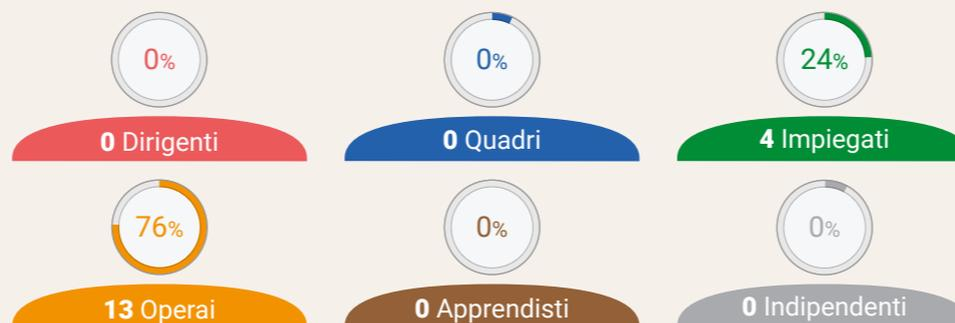 0% 0% 24%
0 Dirigenti 0 Quadri 4 Impiegati
76% 0% 0%
13 Operai 0 Apprendisti 0 Indipendenti